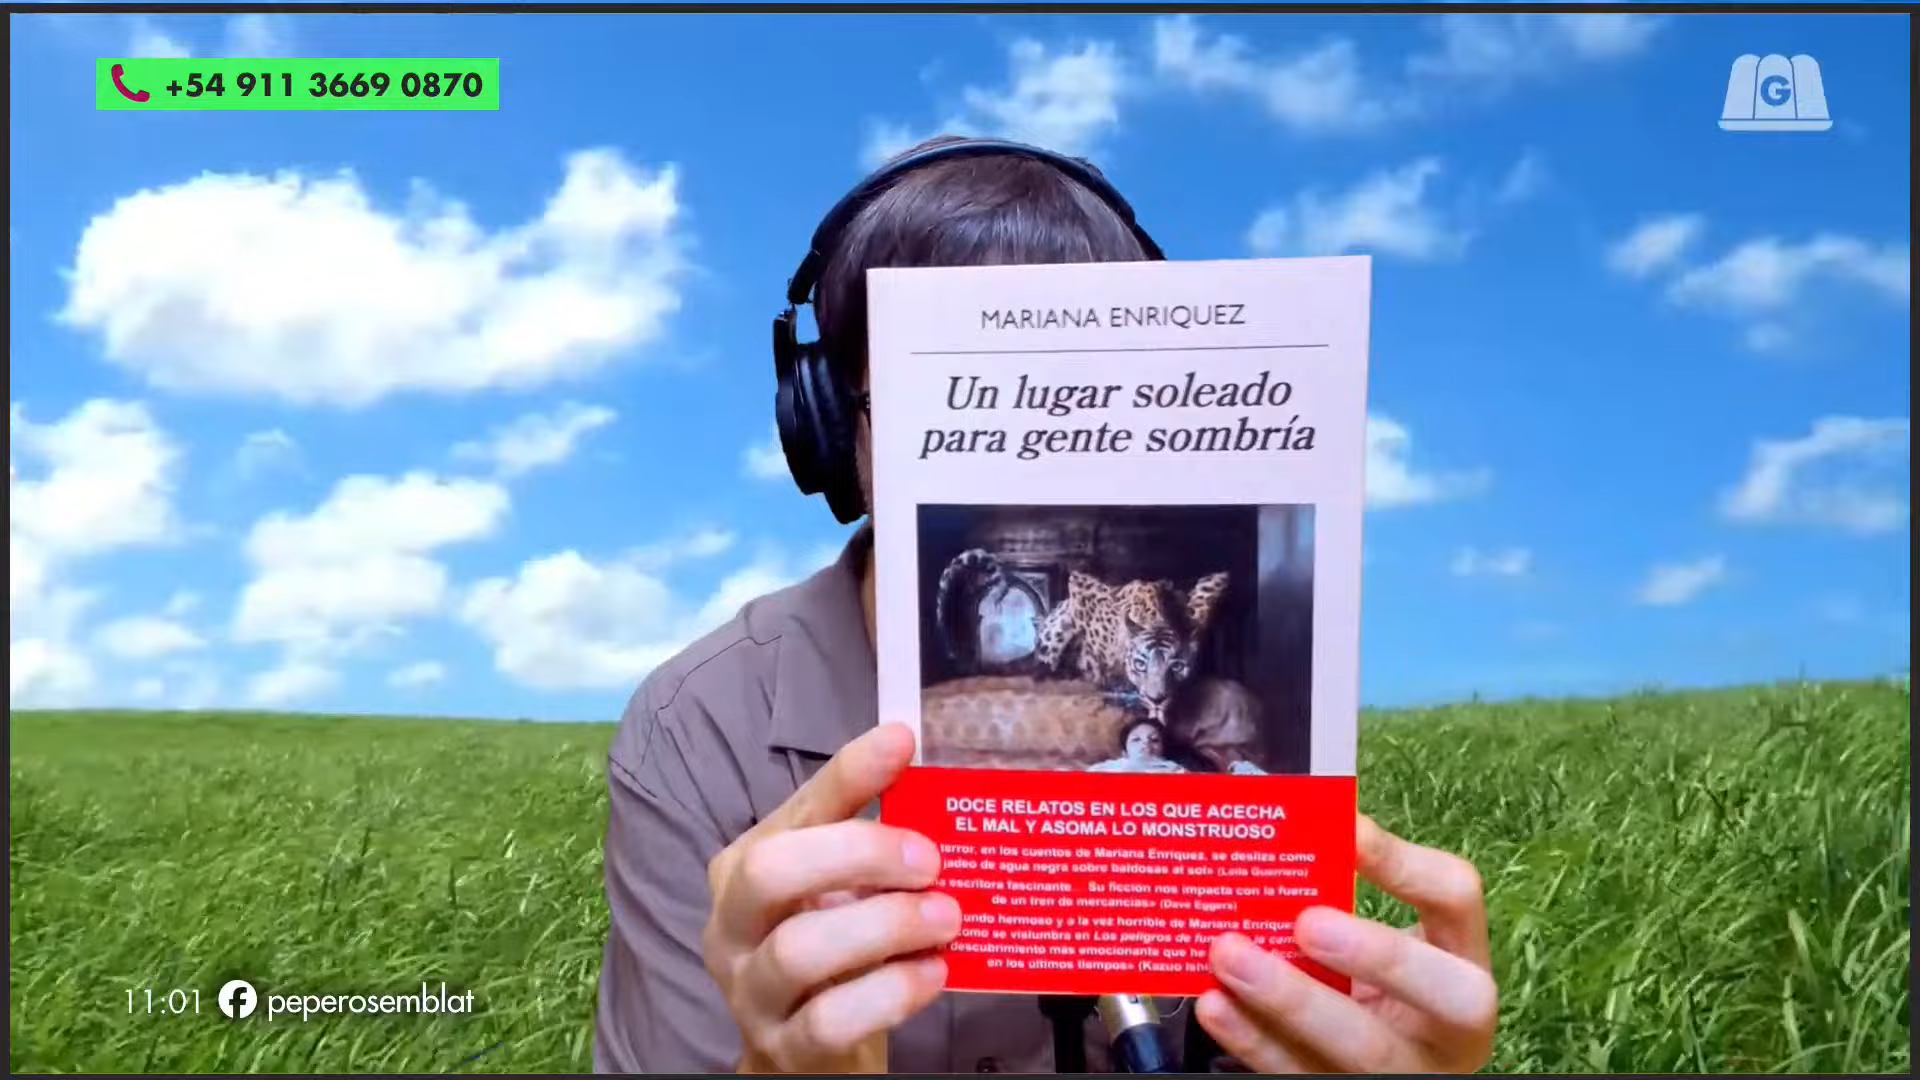 +54 911 3669 0870
G
MARIANA ENRIQUEZ
Un lugar soleado
para gente sombría
DOCE RELATOS EN LOS QUE ACECHA
EL MAL Y ASOMA LO MONSTRUOSO
terror, en los cuentos de Mariana Enriquez, se desliza como
jadeo de agua negra sobre baldosas al sol» (Leila Guerriero)
escritora fascinante... Su ficción nos impacta con la fuerza
de un tren de mercancías» (Dave Eggers)
hermoso y a la vez horrible de Mariana
como se vislumbra en Los peligros de la
descubrimiento más emocionante que he
en los últimos tiempos» (Kazuo
11:01 peperosemblat